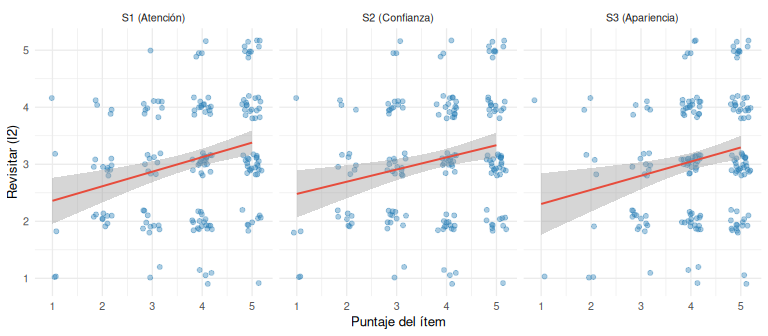 S1 (Atención) S2 (Confianza) S3 (Apariencia)
Revisitar (I2)
5
4
3
2
1
1 2 3 4 5 1 2 3 4 5 1 2 3 4 5
Puntaje del ítem